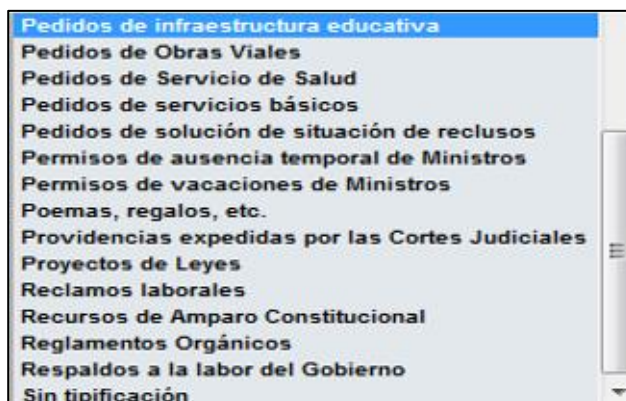 Pedidos de infraestructura educativa
Pedidos de Obras Viales
Pedidos de Servicio de Salud
Pedidos de servicios básicos
Pedidos de solución de situación de reclusos
Permisos de ausencia temporal de Ministros
Permisos de vacaciones de Ministros
Poemas, regalos, etc.
Providencias expedidas por las Cortes Judiciales
Proyectos de Leyes
Reclamos laborales
Recursos de Amparo Constitucional
Reglamentos Orgánicos
Respaldos a la labor del Gobierno
Sin tipificación